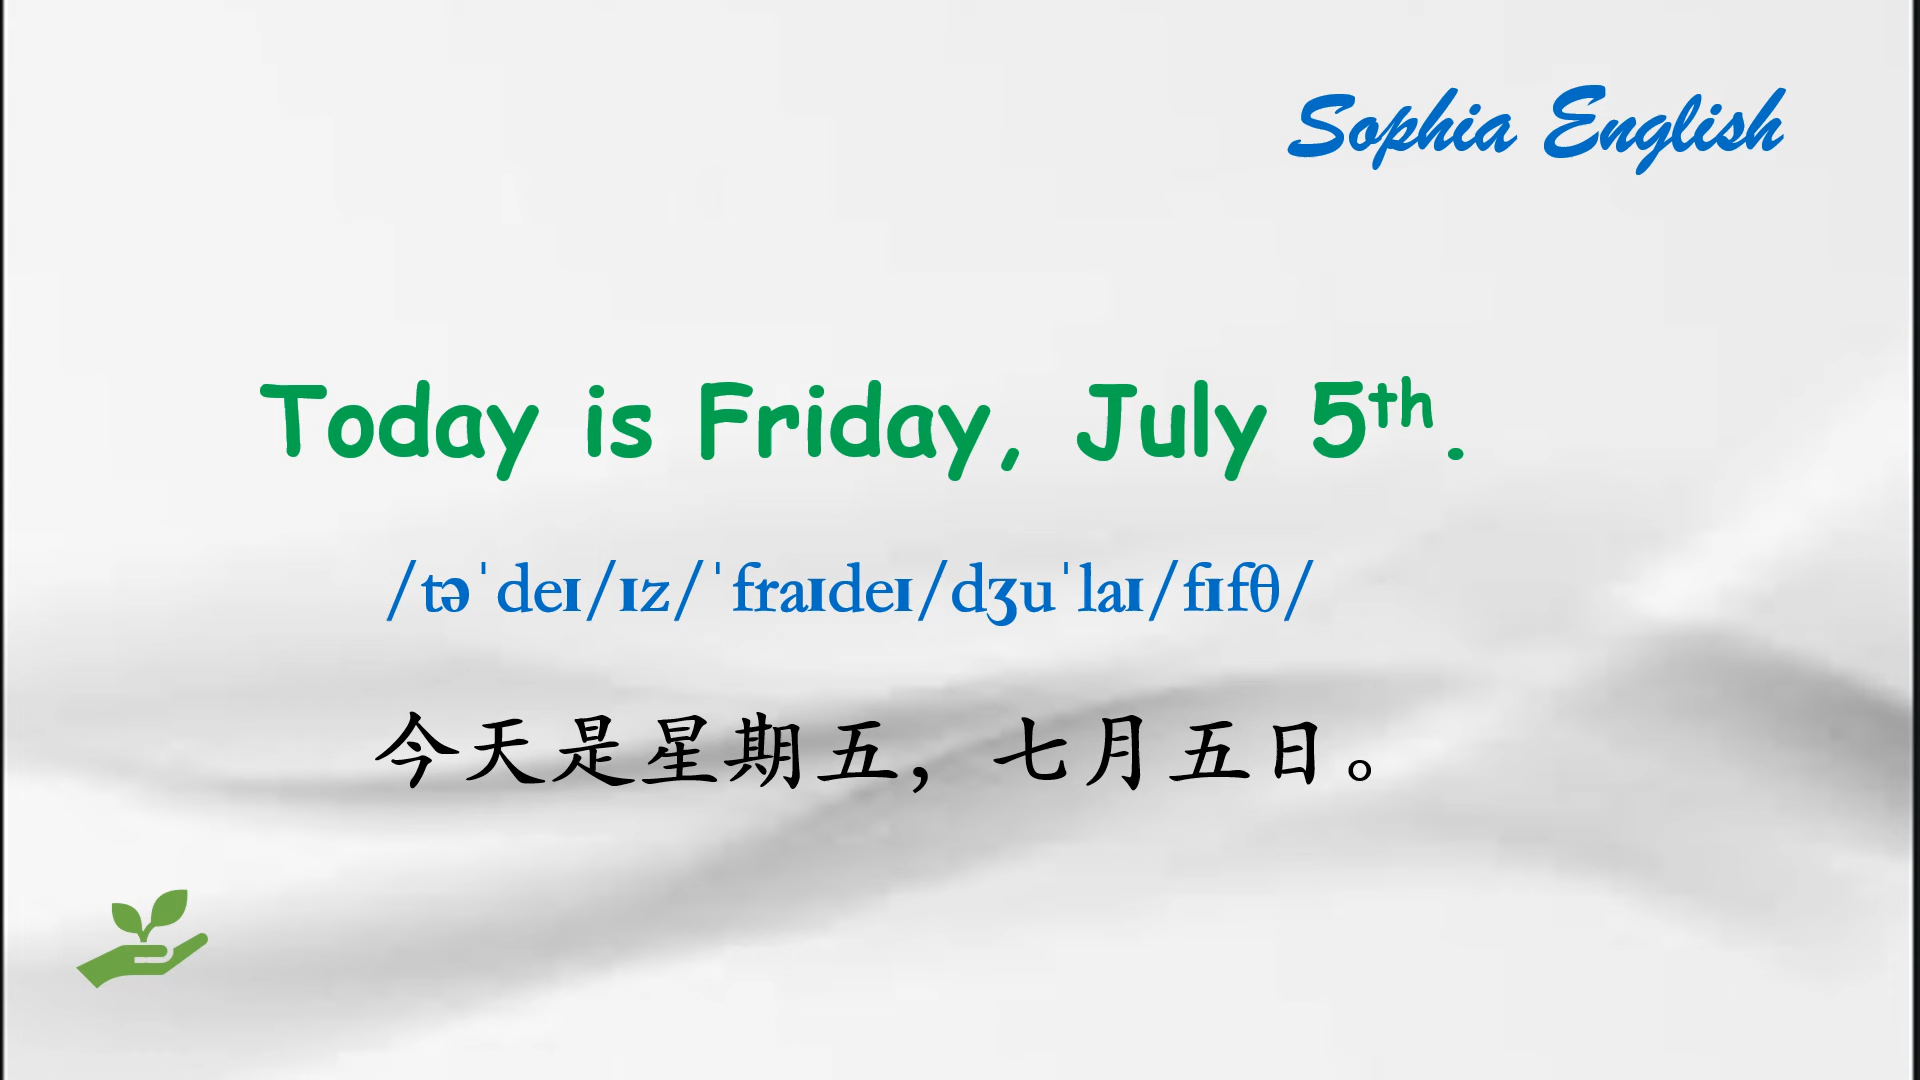 Sophia English
Today is Friday, July 5th.
/təˈdeɪ/ɪz/ˈfraɪdeɪ/dʒuˈlaɪ/fɪfθ/
今天是星期五，七月五日。